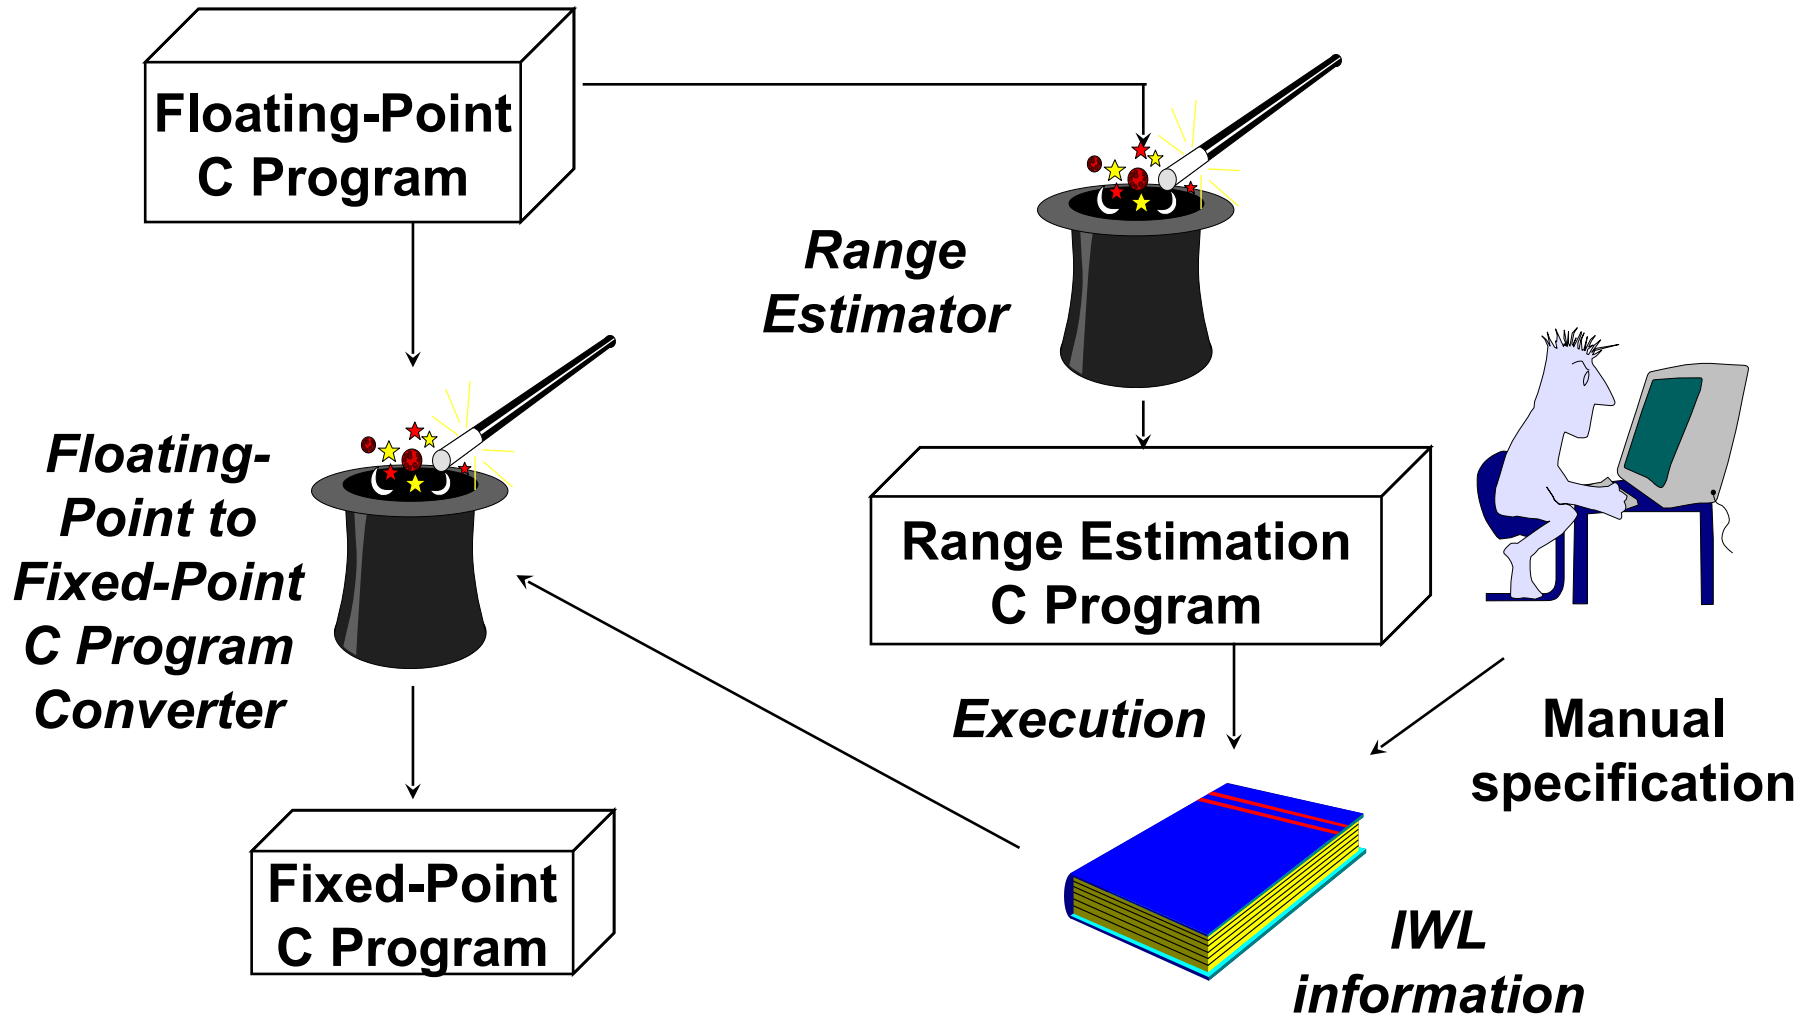 Floating-Point
C Program
Range
Estimator
Floating-
Point to
Fixed-Point
C Program
Converter
Range Estimation
C Program
Execution
Manual
specification
Fixed-Point
C Program
IWL
information